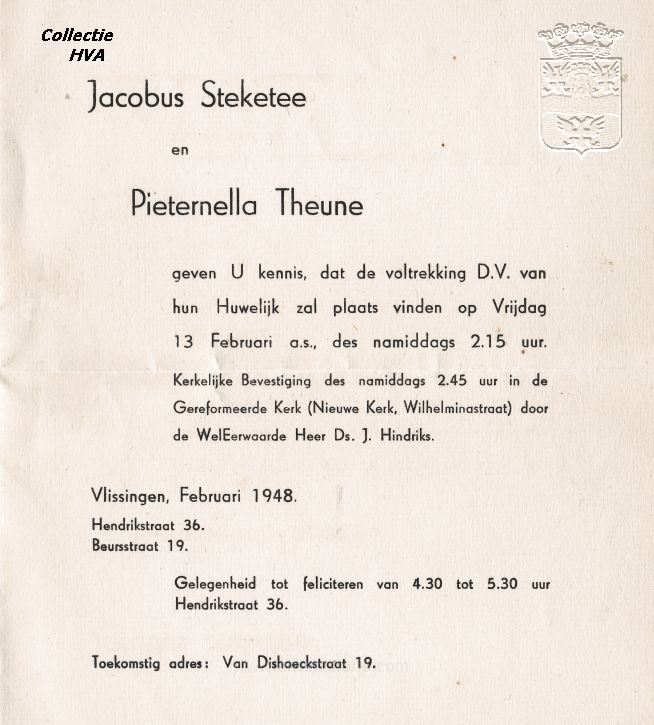 Collectie
HVA
Jacobus Steketee
en
Pieternella Theune
geven U kennis, dat de voltrekking D.V. van
hun Huwelijk zal plaats vinden op Vrijdag
13 Februari a.s., des namiddags 2.15 uur.
Kerkelijke Bevestiging des namiddags 2.45 uur in de
Gereformeerde Kerk (Nieuwe Kerk, Wilhelminastraat) door
de WelEerwaarde Heer Ds. J. Hindriks.
Vlissingen, Februari 1948.
Hendrikstraat 36.
Beursstraat 19.
Gelegenheid tot feliciteren van 4.30 tot 5.30 uur
Hendrikstraat 36.
Toekomstig adres: Van Dishoeckstraat 19.